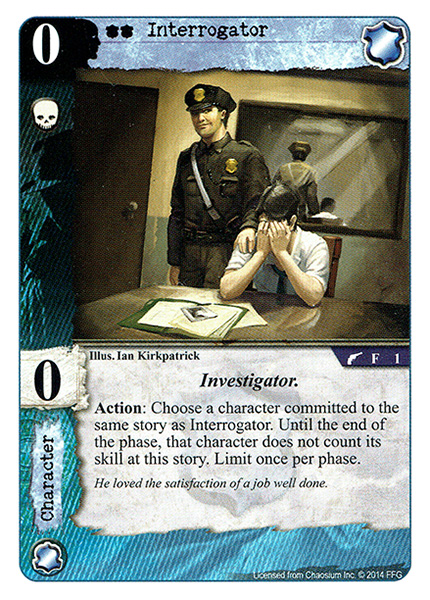 0
** Interrogator
Illus. Ian Kirkpatrick
F 1
0
Investigator.
Action: Choose a character committed to the
same story as Interrogator. Until the end of
the phase, that character does not count its
skill at this story. Limit once per phase.
He loved the satisfaction of a job well done.
Character
Licensed from Chaosium Inc. © 2014 FFG